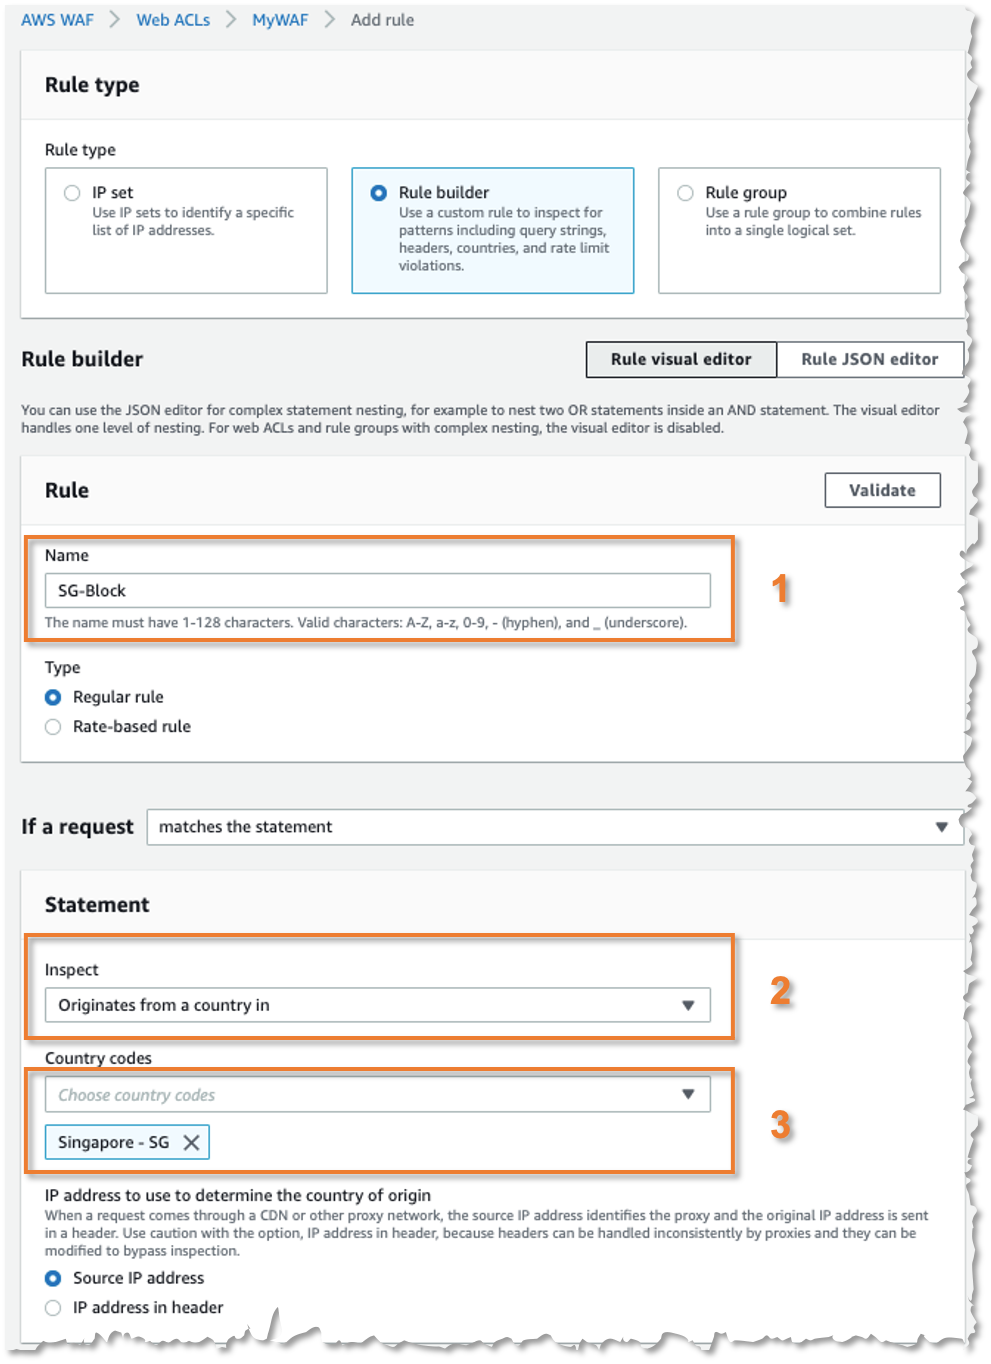 AWS WAF > Web ACLs > MyWAF > Add rule
Rule type
Rule type
IP set
Use IP sets to identify a specific
list of IP addresses.
Rule builder
Use a custom rule to inspect for
patterns including query strings,
headers, countries, and rate limit
violations.
Rule group
Use a rule group to combine rules
into a single logical set.
Rule builder
Rule visual editor
Rule JSON editor
You can use the JSON editor for complex statement nesting, for example to nest two OR statements inside an AND statement. The visual editor
handles one level of nesting. For web ACLs and rule groups with complex nesting, the visual editor is disabled.
Rule
Validate
Name
SG-Block
The name must have 1-128 characters. Valid characters: A-Z, a-z, 0-9, - (hyphen), and _ (underscore).
1
Type
Regular rule
Rate-based rule
If a request
matches the statement
Statement
Inspect
Originates from a country in
2
Country codes
Choose country codes
Singapore - SG
3
IP address to use to determine the country of origin
When a request comes through a CDN or other proxy network, the source IP address identifies the proxy and the original IP address is sent
in a header. Use caution with the option, IP address in header, because headers can be handled inconsistently by proxies and they can be
modified to bypass inspection.
Source IP address
IP address in header